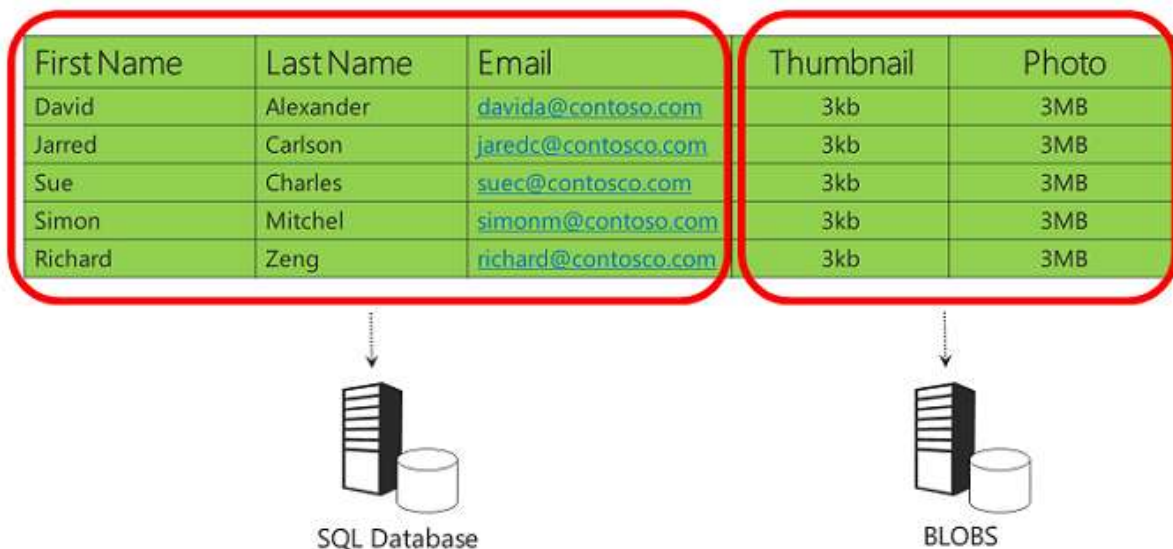 First Name Last Name Email Thumbnail Photo
David Alexander davida@contoso.com 3kb 3MB
Jarred Carlson jaredc@contosco.com 3kb 3MB
Sue Charles suec@contosco.com 3kb 3MB
Simon Mitchel simonm@contoso.com 3kb 3MB
Richard Zeng richard@contosco.com 3kb 3MB
SQL Database BLOBS